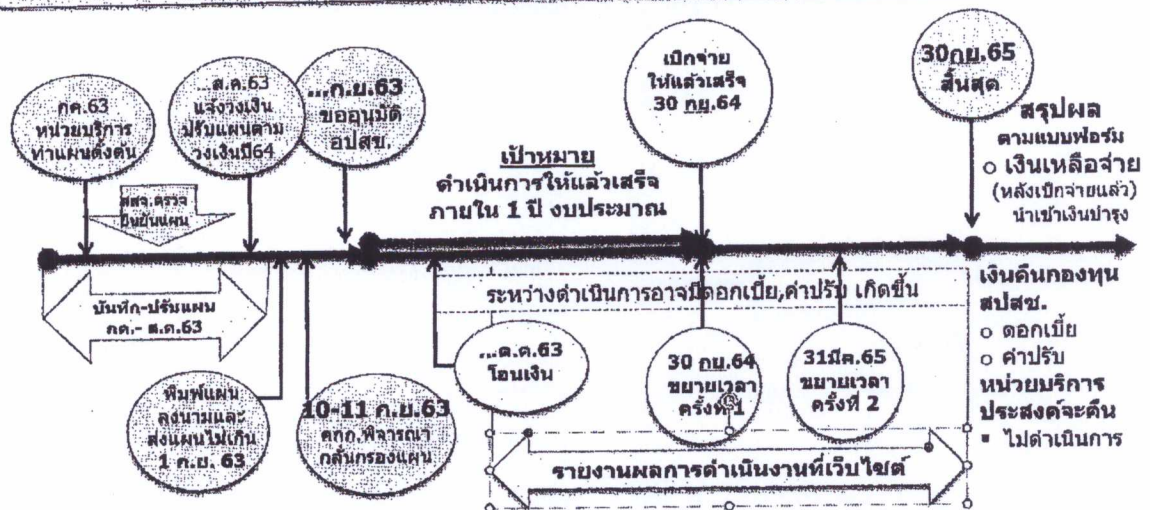 กค.63
หน่วยบริการ
ทำแผนตั้งต้น
...ส.ค.63
แจ้งวงเงิน
ปรับแผนตาม
วงเงินปี64
...ก.ย.63
ขออนุมัติ
อปสข.
เบิกจ่าย
ให้แล้วเสร็จ
30 กย.64
30กย.65
สิ้นสุด
สรุปผล
ตามแบบฟอร์ม
o เงินเหลือจ่าย
(หลังเบิกจ่ายแล้ว)
นำเข้าเงินบำรุง
เป้าหมาย
ดำเนินการให้แล้วเสร็จ
ภายใน 1 ปี งบประมาณ
สสจ.ตรวจ
ยืนยันแผน
บันทึก-ปรับแผน
กค.- ส.ค.63
ระหว่างดำเนินการอาจมีดอกเบี้ย,ค่าปรับ เกิดขึ้น
พิมพ์แผน
ลงนามและ
ส่งแผนไม่เกิน
1 ก.ย. 63
10-11 ก.ย.63
คกก.พิจารณา
กลั่นกรองแผน
...ต.ค.63
โอนเงิน
30 กย.64
ขยายเวลา
ครั้งที่ 1
31มีค.65
ขยายเวลา
ครั้งที่ 2
เงินคืนกองทุน
สปสช.
o ดอกเบี้ย
o ค่าปรับ
หน่วยบริการ
ประสงค์จะคืน
▪ ไม่ดำเนินการ
รายงานผลการดำเนินงานที่เว็บไซต์